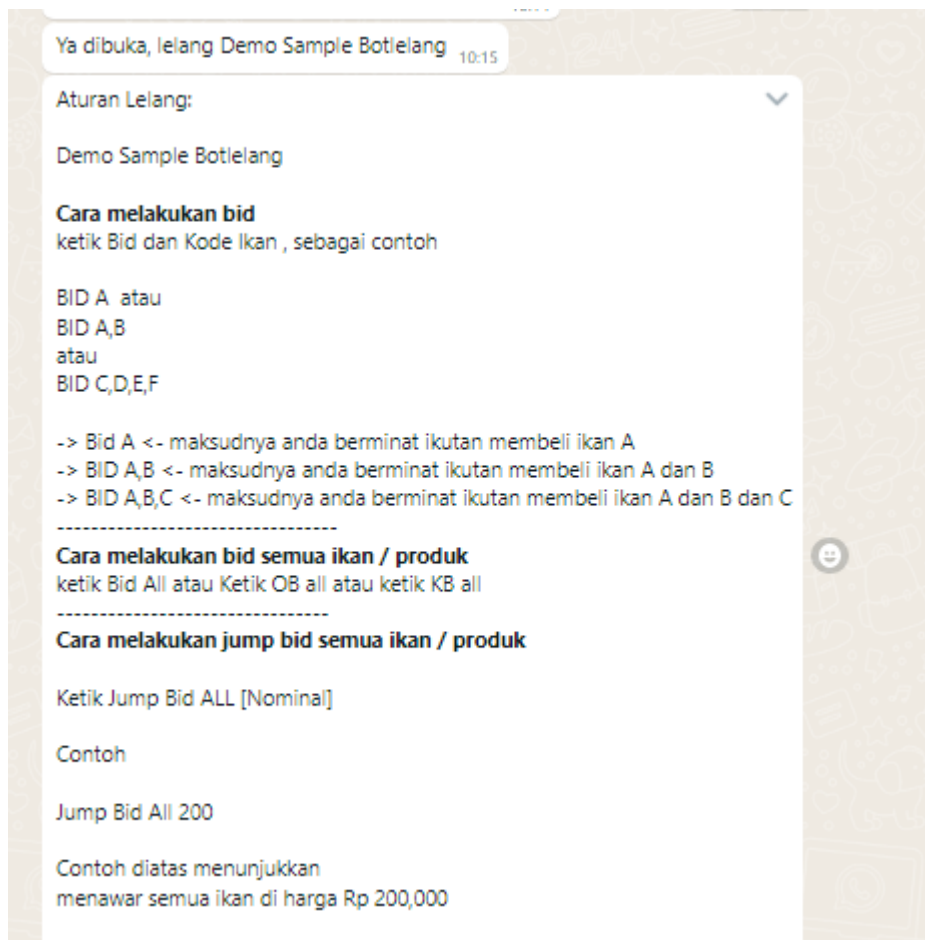 Ya dibuka, lelang Demo Sample Botlelang 10:15
Aturan Lelang:
Demo Sample Botlelang
Cara melakukan bid
ketik Bid dan Kode Ikan , sebagai contoh
BID A  atau
BID A,B
atau
BID C,D,E,F
-> Bid A <- maksudnya anda berminat ikutan membeli ikan A
-> BID A,B <- maksudnya anda berminat ikutan membeli ikan A dan B
-> BID A,B,C <- maksudnya anda berminat ikutan membeli ikan A dan B dan C
---------------------------------
Cara melakukan bid semua ikan / produk
ketik Bid All atau Ketik OB all atau ketik KB all
--------------------------------
Cara melakukan jump bid semua ikan / produk
Ketik Jump Bid ALL [Nominal]
Contoh
Jump Bid All 200
Contoh diatas menunjukkan
menawar semua ikan di harga Rp 200,000